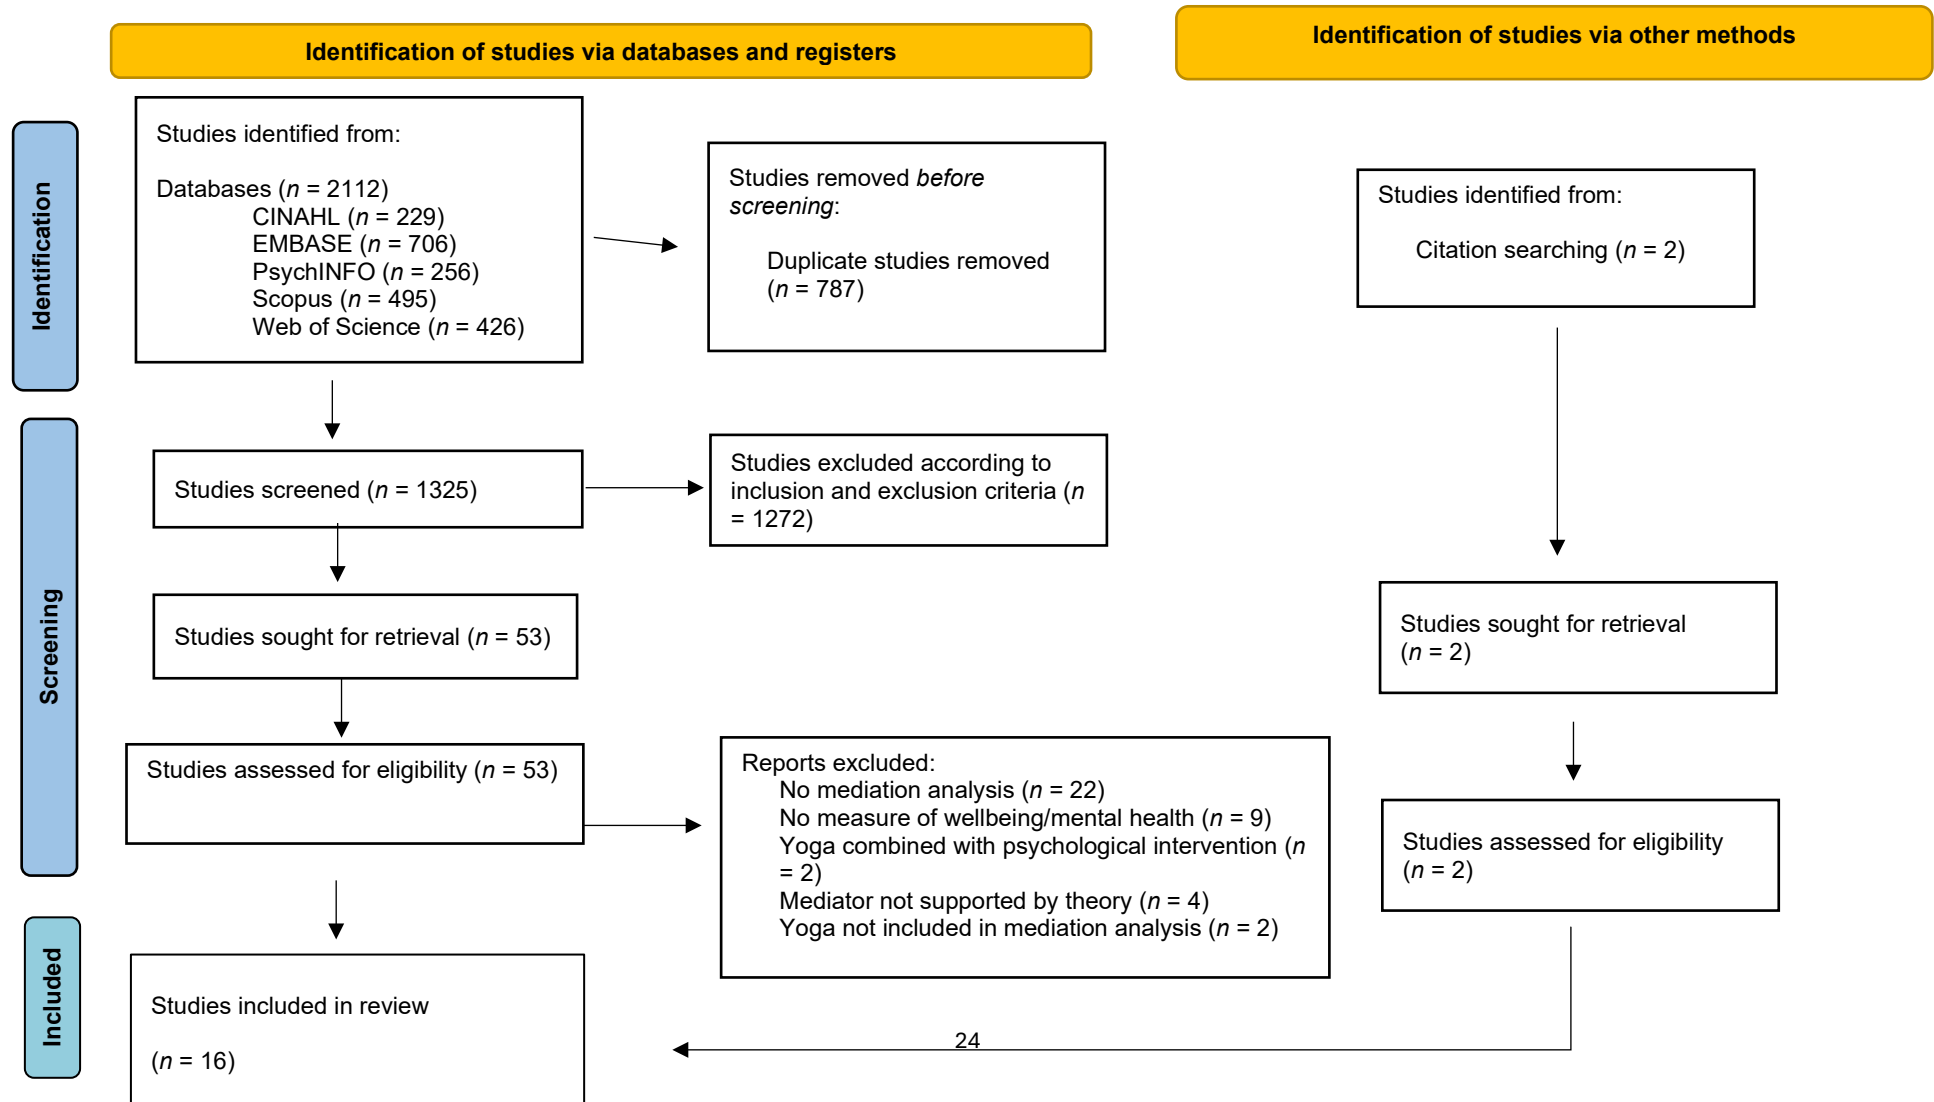 Identification of studies via databases and registers
Identification of studies via other methods
Identification
Studies identified from:
Databases (n = 2112)
CINAHL (n = 229)
EMBASE (n = 706)
PsychINFO (n = 256)
Scopus (n = 495)
Web of Science (n = 426)
Studies removed before
screening:
Duplicate studies removed
(n = 787)
Studies identified from:
Citation searching (n = 2)
Screening
Studies screened (n = 1325)
Studies excluded according to
inclusion and exclusion criteria (n
= 1272)
Studies sought for retrieval (n = 53)
Studies sought for retrieval
(n = 2)
Studies assessed for eligibility (n = 53)
Reports excluded:
No mediation analysis (n = 22)
No measure of wellbeing/mental health (n = 9)
Yoga combined with psychological intervention (n
= 2)
Mediator not supported by theory (n = 4)
Yoga not included in mediation analysis (n = 2)
Studies assessed for eligibility
(n = 2)
Included
Studies included in review
(n = 16)
24